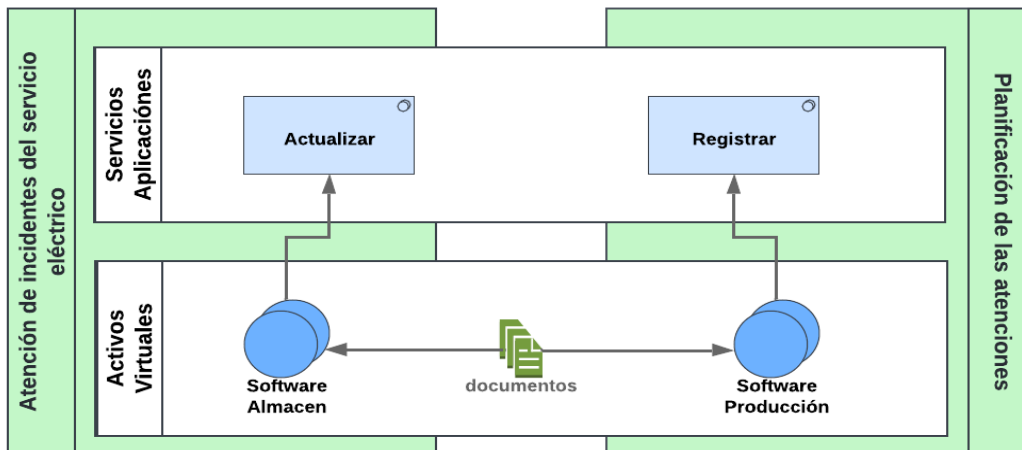 Atención de incidentes del servicio
eléctrico
Servicios
Aplicaciónes
Actualizar
Registrar
Planificación de las atenciones
Activos
Virtuales
Software
Almacen
documentos
Software
Producción